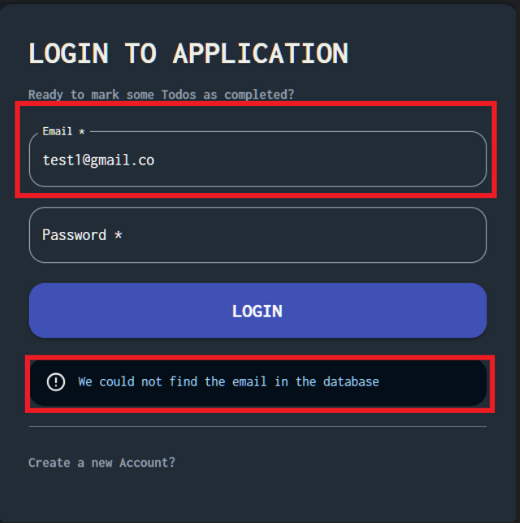 LOGIN TO APPLICATION
Ready to mark some Todos as completed?
Email *
test1@gmail.co
Password *
LOGIN
We could not find the email in the database
Create a new Account?